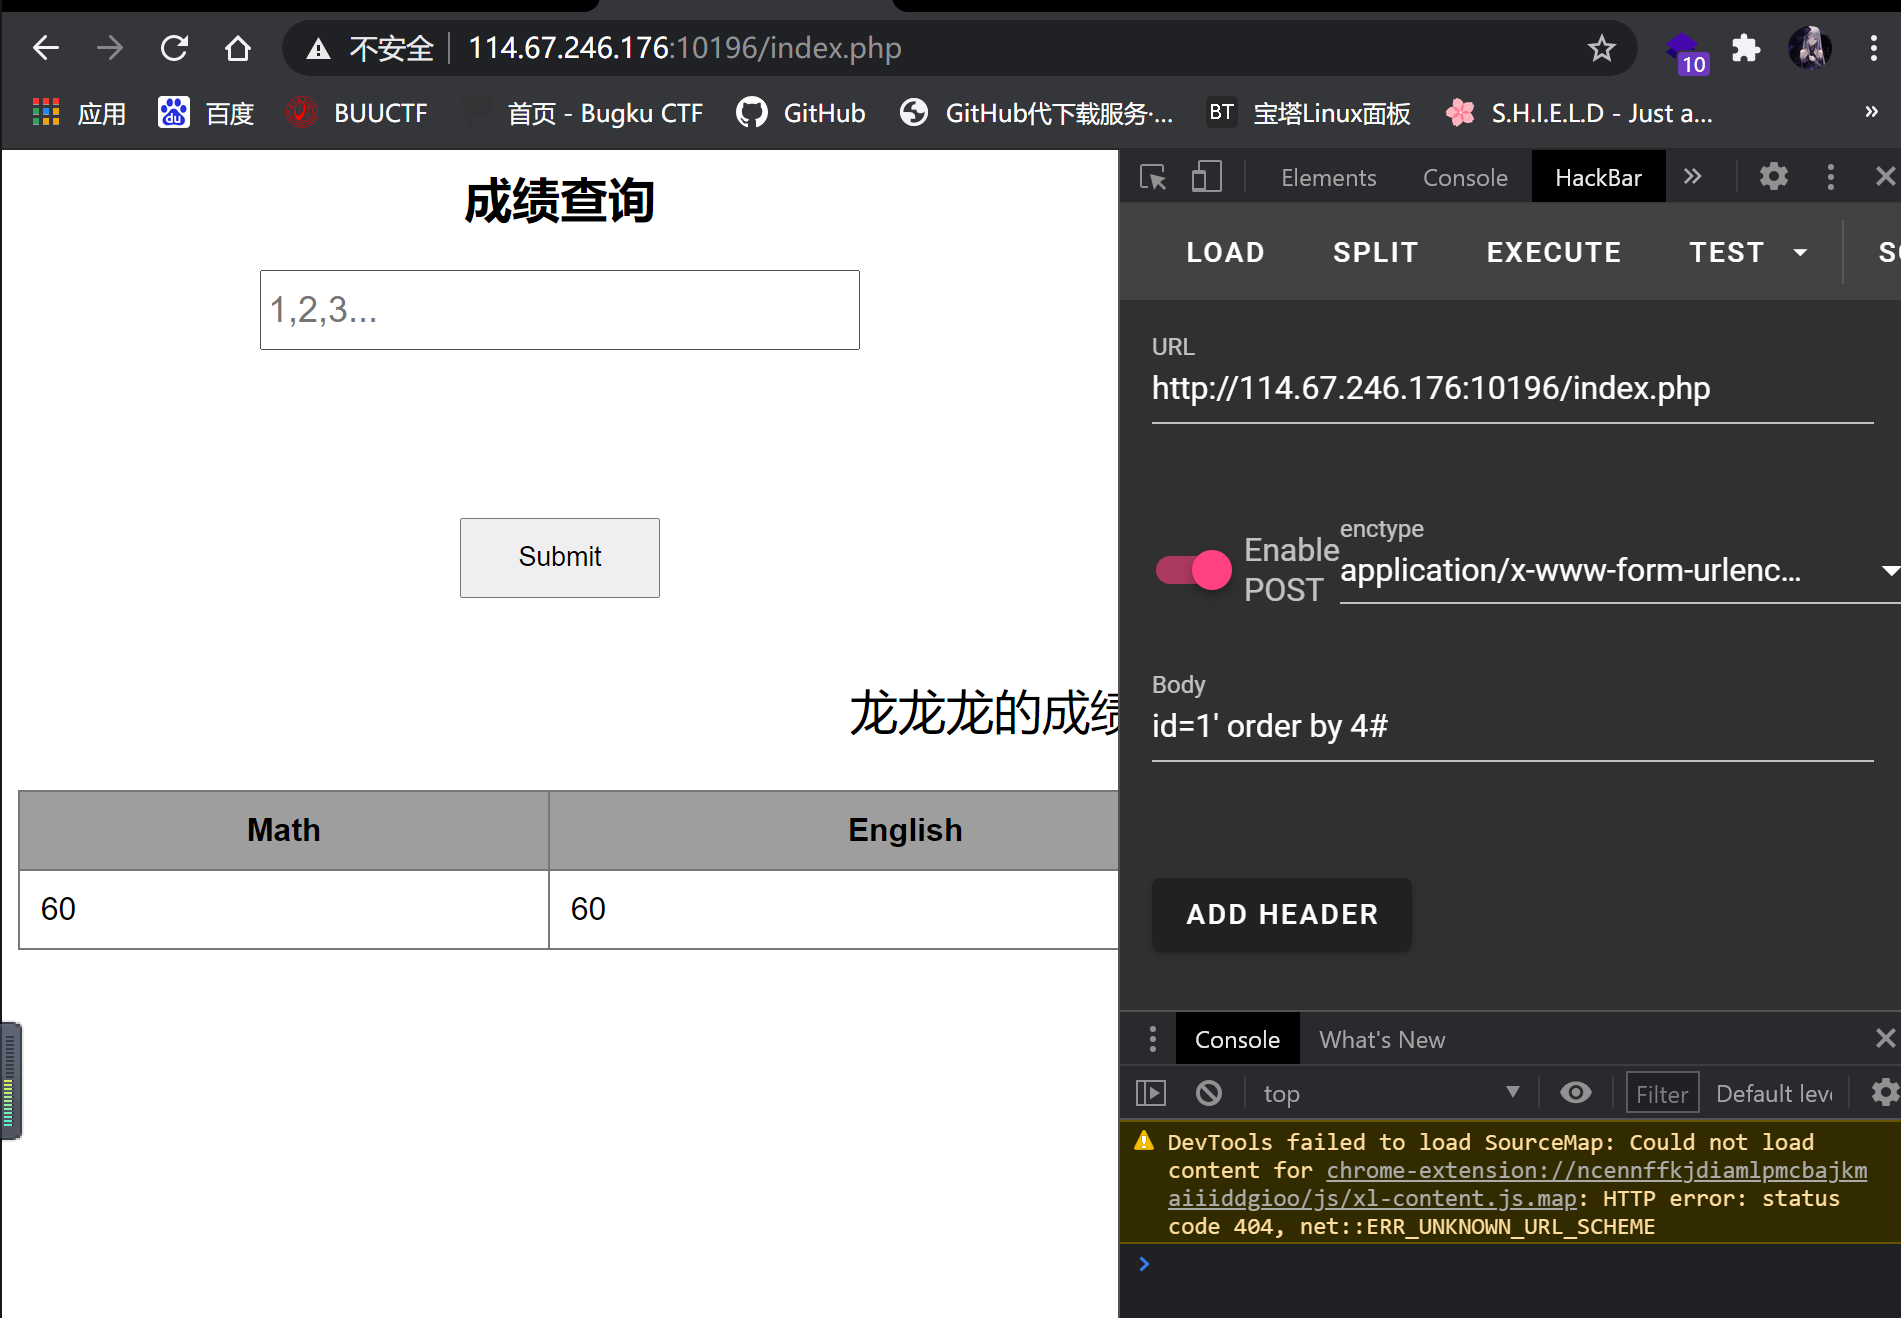 不安全 114.67.246.176:10196/index.php
10
应用 百度 BUUCTF 首页 - Bugku CTF GitHub GitHub代下载服务·... BT 宝塔Linux面板 S.H.I.E.L.D - Just a... »
成绩查询
1,2,3...
Submit
龙龙龙的成绩
Math English
60 60
Elements Console HackBar »
LOAD SPLIT EXECUTE TEST
URL
http://114.67.246.176:10196/index.php
Enable POST
enctype
application/x-www-form-urlenc...
Body
id=1' order by 4#
ADD HEADER
Console What's New
top Filter Default
DevTools failed to load SourceMap: Could not load
content for chrome-extension://ncennffkjdiamlpmcbajkm
aiiiddgioo/js/xl-content.js.map: HTTP error: status
code 404, net::ERR_UNKNOWN_URL_SCHEME